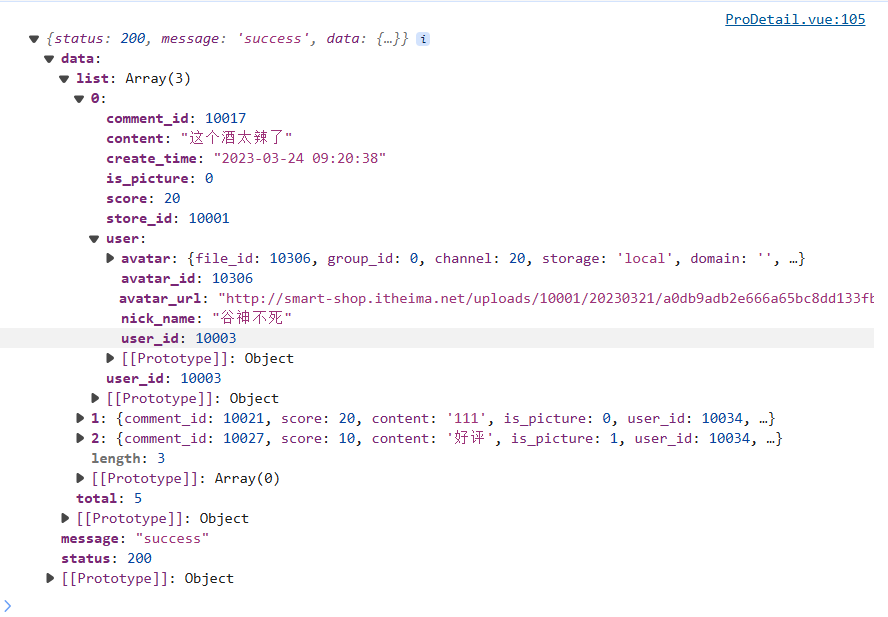 ProDetail.vue:105
{status: 200, message: 'success', data: {…}} i
data:
list: Array(3)
0:
comment_id: 10017
content: "这个酒太辣了"
create_time: "2023-03-24 09:20:38"
is_picture: 0
score: 20
store_id: 10001
user:
avatar: {file_id: 10306, group_id: 0, channel: 20, storage: 'local', domain: '', …}
avatar_id: 10306
avatar_url: "http://smart-shop.itheima.net/uploads/10001/20230321/a0db9adb2e666a65bc8dd133fb
nick_name: "谷神不死"
user_id: 10003
[[Prototype]]: Object
user_id: 10003
[[Prototype]]: Object
1: {comment_id: 10021, score: 20, content: '111', is_picture: 0, user_id: 10034, …}
2: {comment_id: 10027, score: 10, content: '好评', is_picture: 1, user_id: 10034, …}
length: 3
[[Prototype]]: Array(0)
total: 5
[[Prototype]]: Object
message: "success"
status: 200
[[Prototype]]: Object